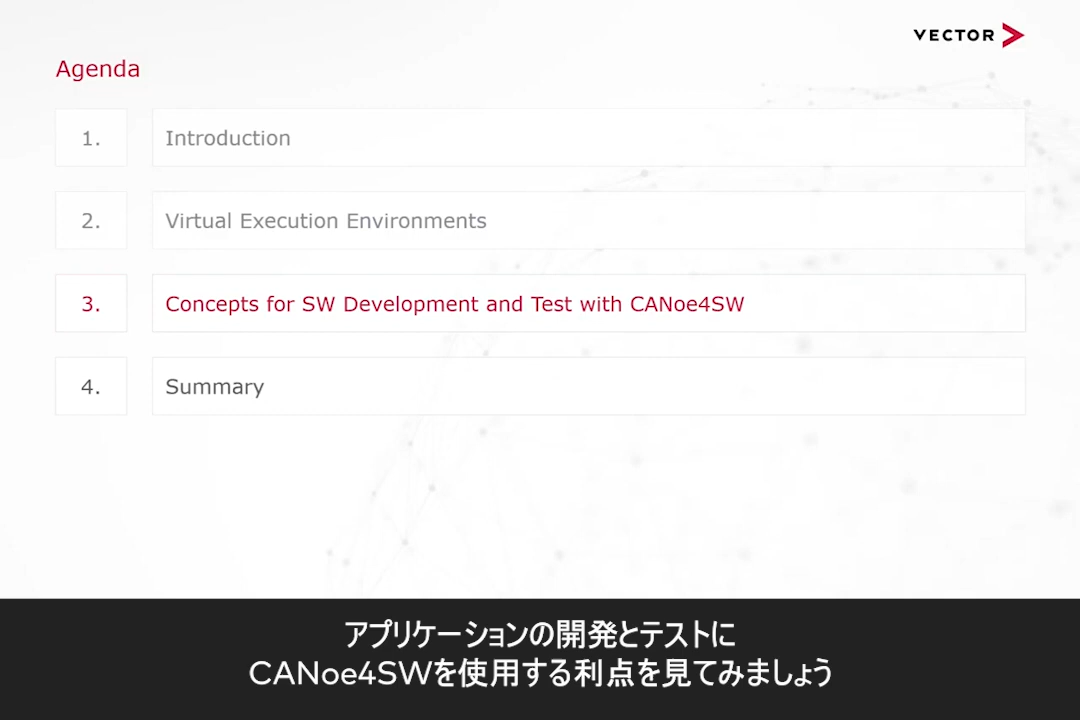 VECTOR
Agenda
1. Introduction
2. Virtual Execution Environments
3. Concepts for SW Development and Test with CANoe4SW
4. Summary
アプリケーションの開発とテストに
CANoe4SWを使用する利点を見てみましょう